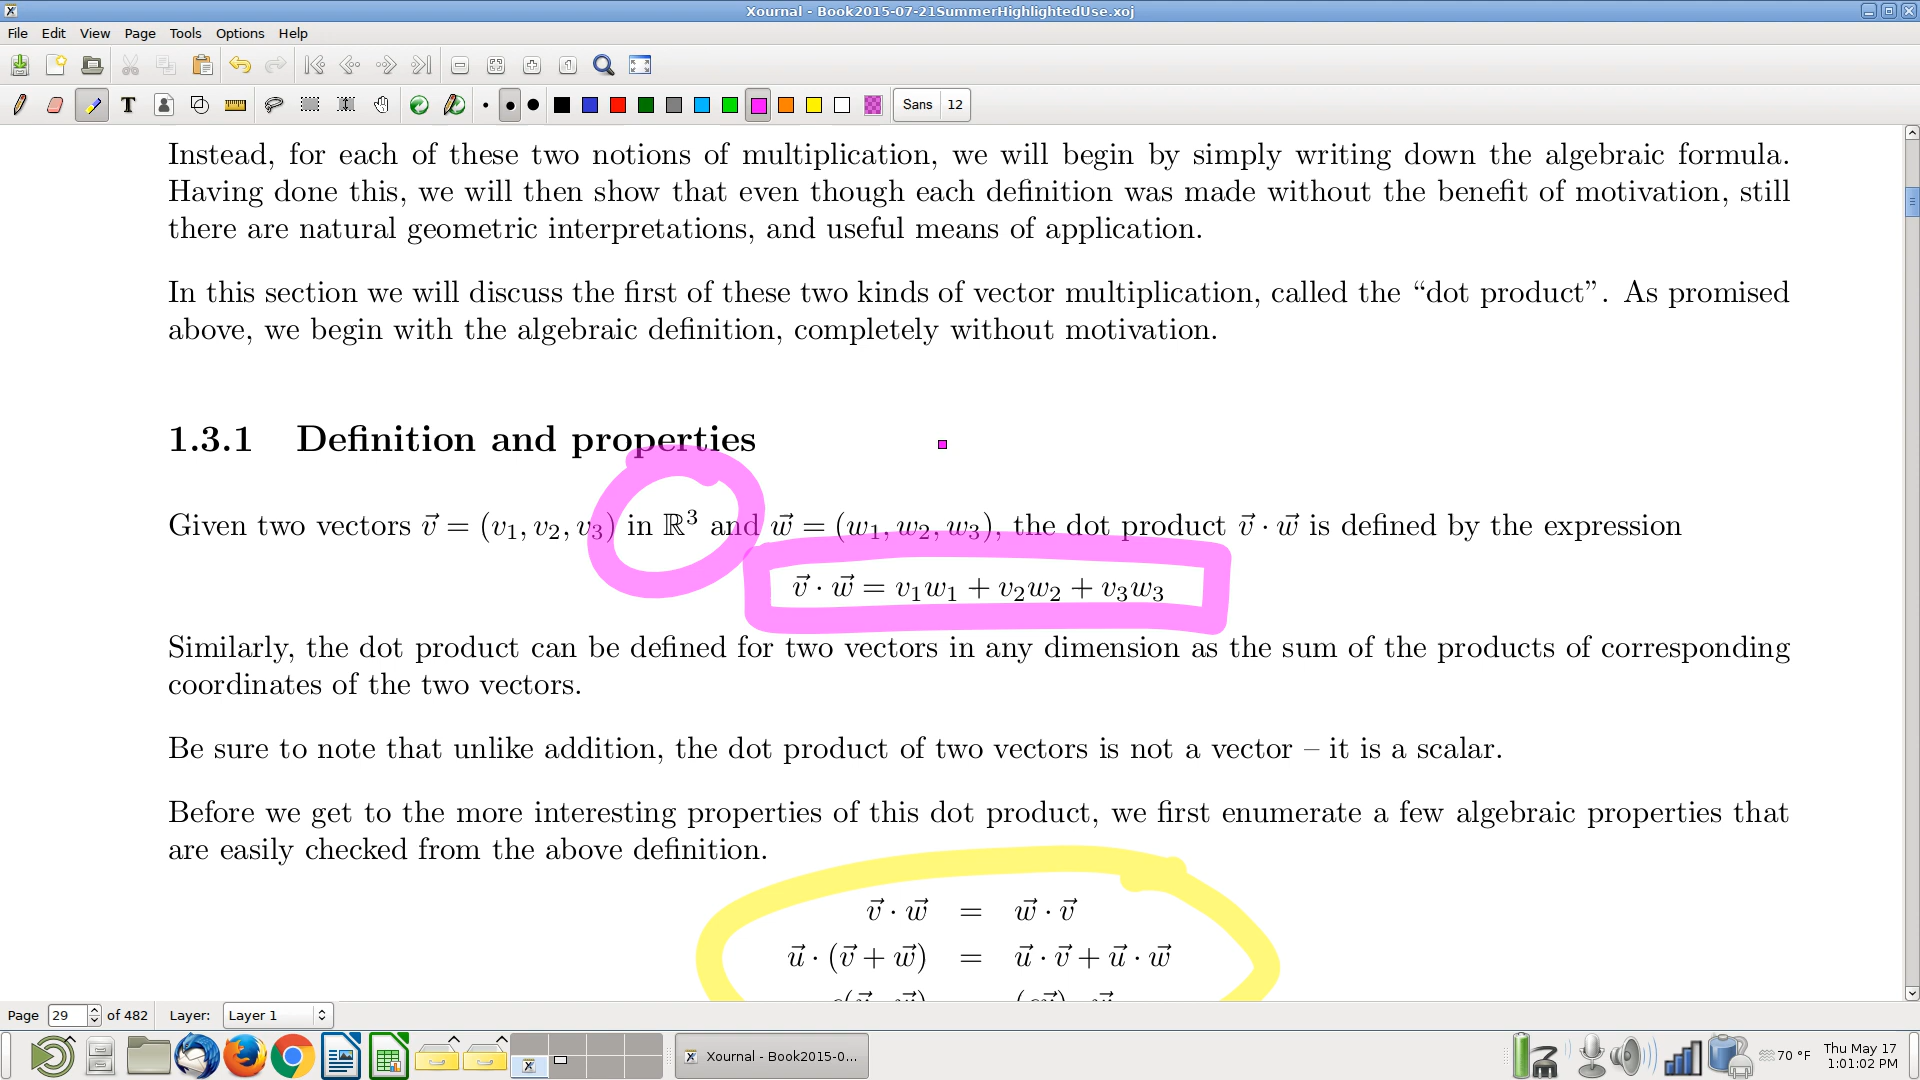 Xournal - Book2015-07-21SummerHighlightedUse.xoj
File Edit View Page Tools Options Help
Sans 12
Instead, for each of these two notions of multiplication, we will begin by simply writing down the algebraic formula.
Having done this, we will then show that even though each definition was made without the benefit of motivation, still
there are natural geometric interpretations, and useful means of application.
In this section we will discuss the first of these two kinds of vector multiplication, called the “dot product”. As promised
above, we begin with the algebraic definition, completely without motivation.
1.3.1 Definition and properties
Given two vectors v⃗ = (v₁, v₂, v₃) in ℝ³ and w⃗ = (w₁, w₂, w₃), the dot product v⃗ · w⃗ is defined by the expression
v⃗ · w⃗ = v₁w₁ + v₂w₂ + v₃w₃
Similarly, the dot product can be defined for two vectors in any dimension as the sum of the products of corresponding
coordinates of the two vectors.
Be sure to note that unlike addition, the dot product of two vectors is not a vector – it is a scalar.
Before we get to the more interesting properties of this dot product, we first enumerate a few algebraic properties that
are easily checked from the above definition.
v⃗ · w⃗ = w⃗ · v⃗
u⃗ · (v⃗ + w⃗) = u⃗ · v⃗ + u⃗ · w⃗
Page 29 of 482 Layer: Layer 1
Xournal - Book2015-0...
70 °F
Thu May 17
1:01:02 PM